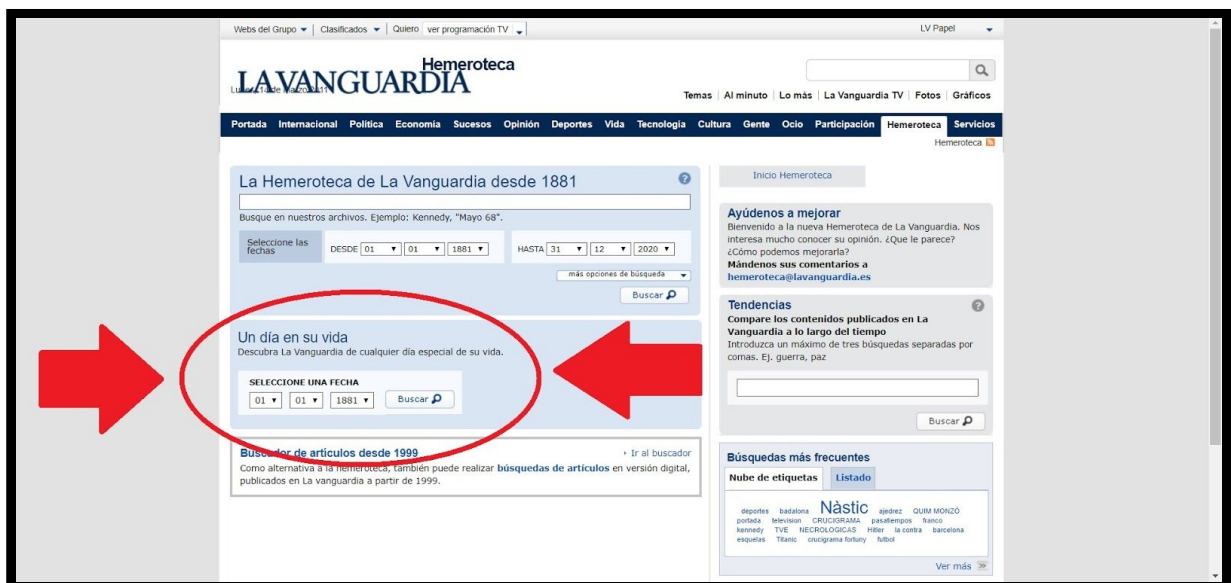 Webs del Grupo Clasificados Quiero ver programación TV LV Papel
Hemeroteca
LA VANGUARDIA
Temas Al minuto Lo más La Vanguardia TV Fotos Gráficos
Portada Internacional Política Economía Sucesos Opinión Deportes Vida Tecnología Cultura Gente Ocio Participación Hemeroteca Servicios
Hemeroteca
La Hemeroteca de La Vanguardia desde 1881
Busque en nuestros archivos. Ejemplo: Kennedy, "Mayo 68".
Seleccione las
fechas
DESDE 01 01 1881 HASTA 31 12 2020
más opciones de búsqueda
Buscar
Un día en su vida
Descubra La Vanguardia de cualquier día especial de su vida.
SELECCIONE UNA FECHA
01 01 1881 Buscar
Buscador de artículos desde 1999 Ir al buscador
Como alternativa a la hemeroteca, también puede realizar búsquedas de artículos en versión digital,
publicados en La vanguardia a partir de 1999.
Inicio Hemeroteca
Ayúdenos a mejorar
Bienvenido a la nueva Hemeroteca de La Vanguardia. Nos
interesa mucho conocer su opinión. ¿Que le parece?
¿Cómo podemos mejorarla?
Mándenos sus comentarios a
hemeroteca@lavanguardia.es
Tendencias
Compare los contenidos publicados en La
Vanguardia a lo largo del tiempo
Introduzca un máximo de tres búsquedas separadas por
comas. Ej. guerra, paz
Buscar
Búsquedas más frecuentes
Nube de etiquetas Listado
deportes badalona Nàstic ajedrez QUIM MONZÓ
portada television CRUCIGRAMA pasatiempos franco
kennedy TVE NECROLOGICAS Hitler la contra barcelona
esquelas Titanic crucigrama fortuny futbol
Ver más